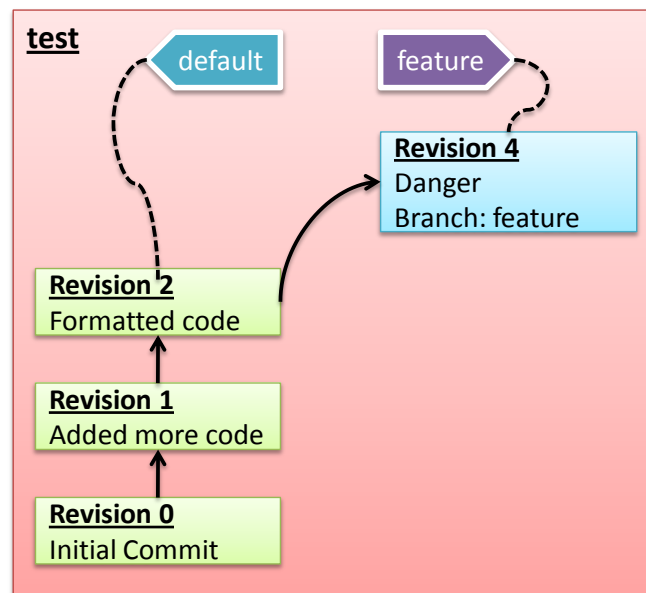 test
default
feature
Revision 4
Danger
Branch: feature
Revision 2
Formatted code
Revision 1
Added more code
Revision 0
Initial Commit